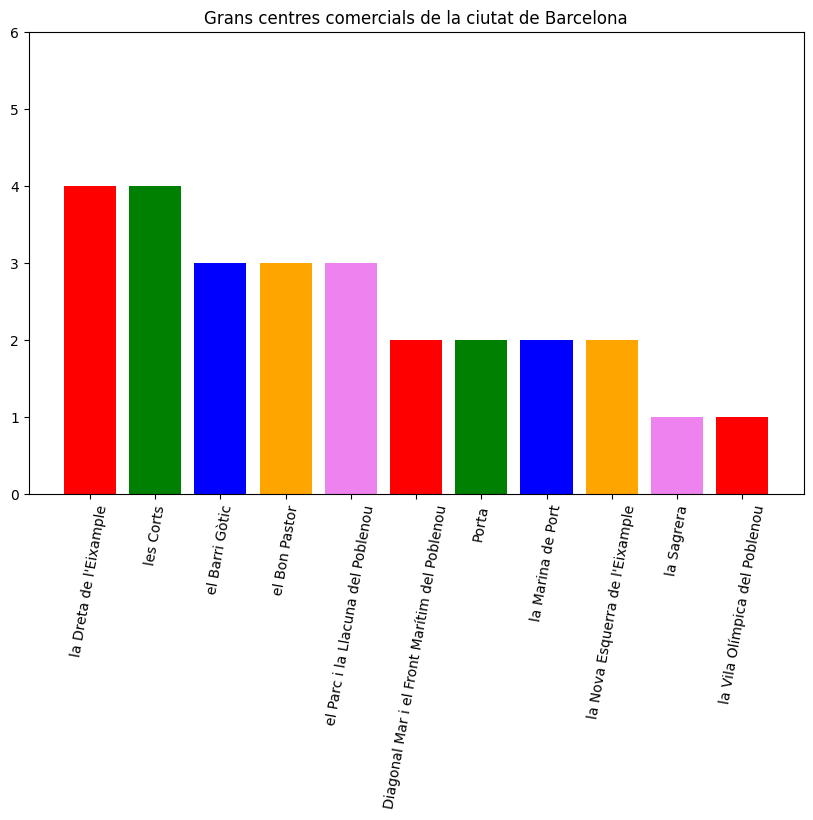 Grans centres comercials de la ciutat de Barcelona
6
5
4
3
2
1
0
la Dreta de l'Eixample
les Corts
el Barri Gòtic
el Bon Pastor
el Parc i la Llacuna del Poblenou
Diagonal Mar i el Front Marítim del Poblenou
Porta
la Marina de Port
la Nova Esquerra de l'Eixample
la Sagrera
la Vila Olímpica del Poblenou